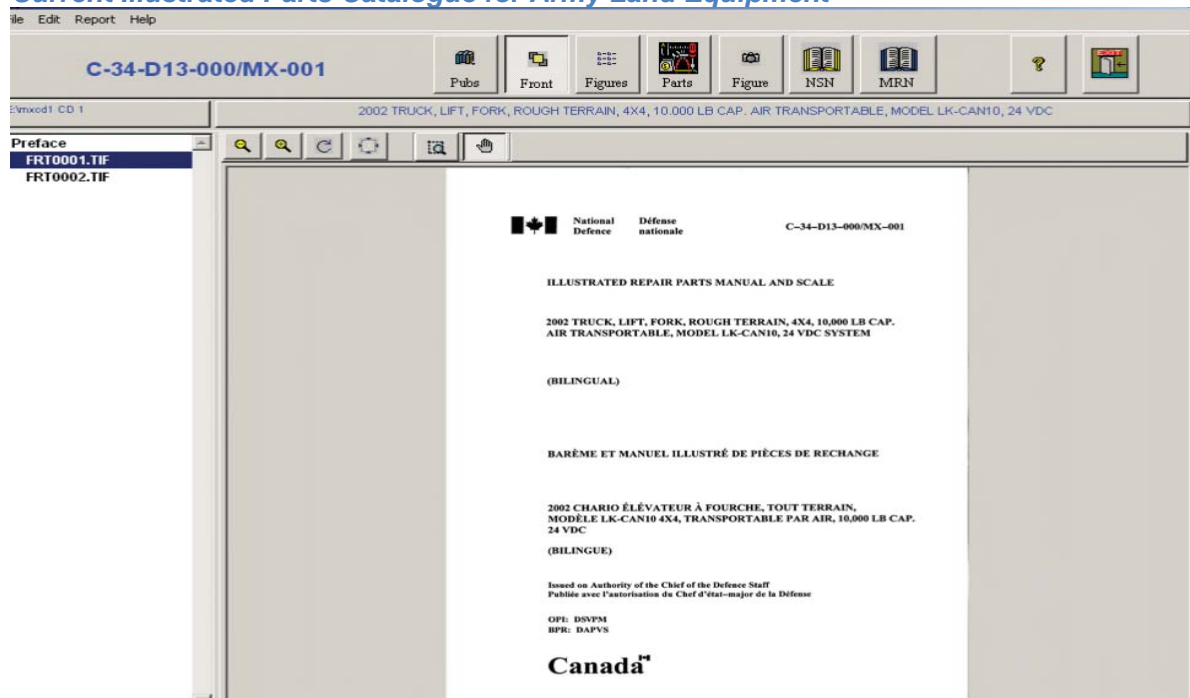 Current Illustrated Parts Catalogue for Army Land Equipment
File Edit Report Help
C-34-D13-000/MX-001
Pubs Front Figures Parts Figure NSN MRN
EXIT
E:\mxcd1 CD 1
2002 TRUCK, LIFT, FORK, ROUGH TERRAIN, 4X4, 10.000 LB CAP. AIR TRANSPORTABLE, MODEL LK-CAN10, 24 VDC
Preface
FRT0001.TIF
FRT0002.TIF
National Défense
Defence nationale
C–34–D13–000/MX–001
ILLUSTRATED REPAIR PARTS MANUAL AND SCALE
2002 TRUCK, LIFT, FORK, ROUGH TERRAIN, 4X4, 10,000 LB CAP.
AIR TRANSPORTABLE, MODEL LK-CAN10, 24 VDC SYSTEM
(BILINGUAL)
BARÈME ET MANUEL ILLUSTRÉ DE PIÈCES DE RECHANGE
2002 CHARIO ÉLÉVATEUR À FOURCHE, TOUT TERRAIN,
MODÈLE LK-CAN10 4X4, TRANSPORTABLE PAR AIR, 10,000 LB CAP.
24 VDC
(BILINGUE)
Issued on Authority of the Chief of the Defence Staff
Publiée avec l'autorisation du Chef d'état–major de la Défense
OPI: DSVPM
BPR: DAPVS
Canada